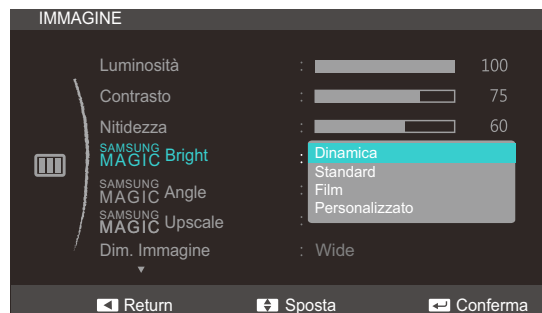 IMMAGINE
Luminosità : 100
Contrasto : 75
Nitidezza : 60
SAMSUNG MAGIC Bright : Dinamica
Standard
SAMSUNG MAGIC Angle Film
Personalizzato
SAMSUNG MAGIC Upscale :
Dim. Immagine : Wide
Return Sposta Conferma